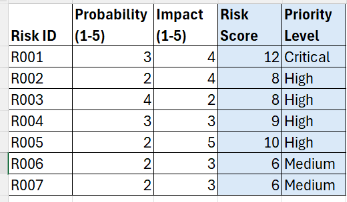 Risk ID Probability (1-5) Impact (1-5) Risk Score Priority Level
R001 3 4 12 Critical
R002 2 4 8 High
R003 4 2 8 High
R004 3 3 9 High
R005 2 5 10 High
R006 2 3 6 Medium
R007 2 3 6 Medium